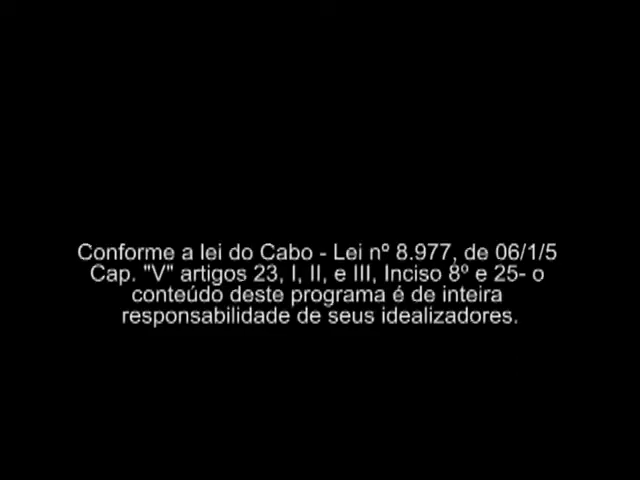 Conforme a lei do Cabo - Lei nº 8.977, de 06/1/5
Cap. "V" artigos 23, I, II, e III, Inciso 8º e 25- o
conteúdo deste programa é de inteira
responsabilidade de seus idealizadores.